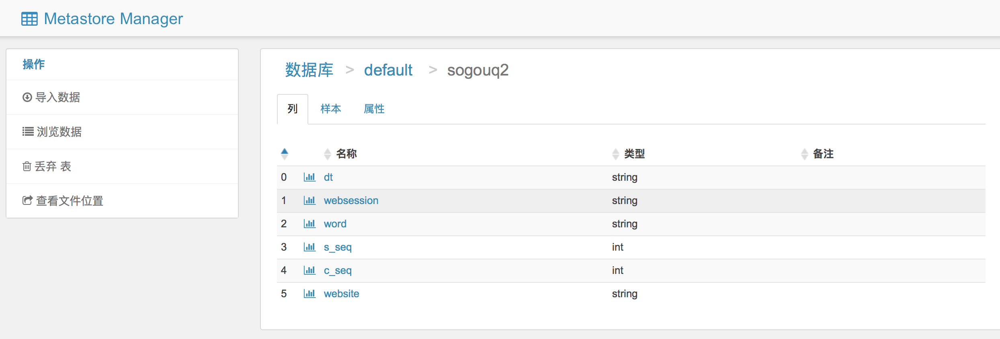 Metastore Manager
操作
导入数据
浏览数据
丢弃 表
查看文件位置
数据库 > default > sogouq2
列 样本 属性
名称 类型 备注
0 dt string
1 websession string
2 word string
3 s_seq int
4 c_seq int
5 website string